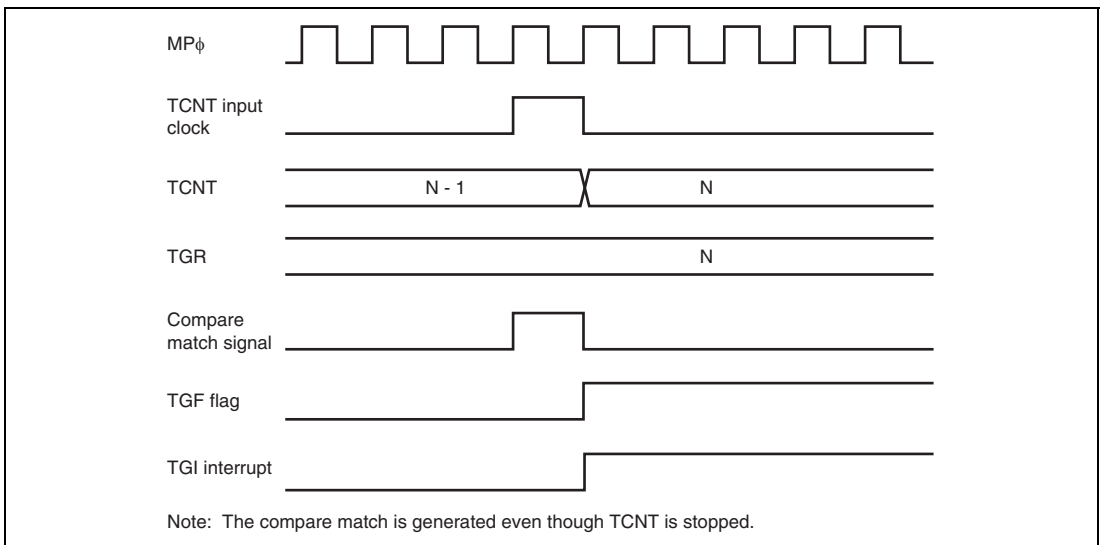 MPϕ
TCNT input
clock
TCNT
N - 1
N
TGR
N
Compare
match signal
TGF flag
TGI interrupt
Note: The compare match is generated even though TCNT is stopped.